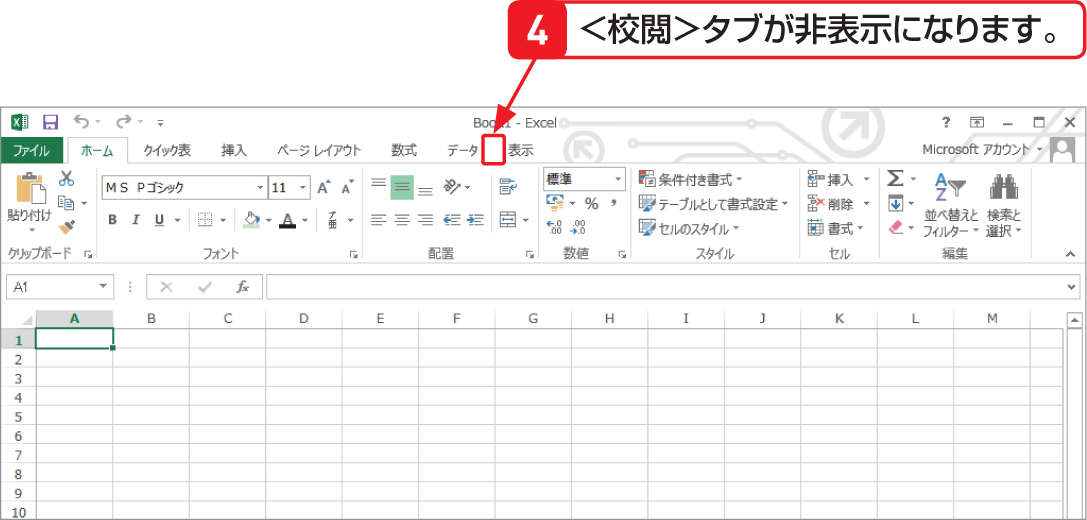 4 <校閲>タブが非表示になります。
Book1 - Excel
?
ファイル ホーム クイック表 挿入 ページ レイアウト 数式 データ 表示 Microsoft アカウント
貼り付け
MS Pゴシック 11 A A
B I U A 亜
標準
% ,
.0 .00
.00 .0
条件付き書式
テーブルとして書式設定
セルのスタイル
挿入
削除
書式
Σ
A
Z
並べ替えと
フィルター
検索と
選択
クリップボード フォント 配置 数値 スタイル セル 編集
A1 fx
A B C D E F G H I J K L M
1
2
3
4
5
6
7
8
9
10